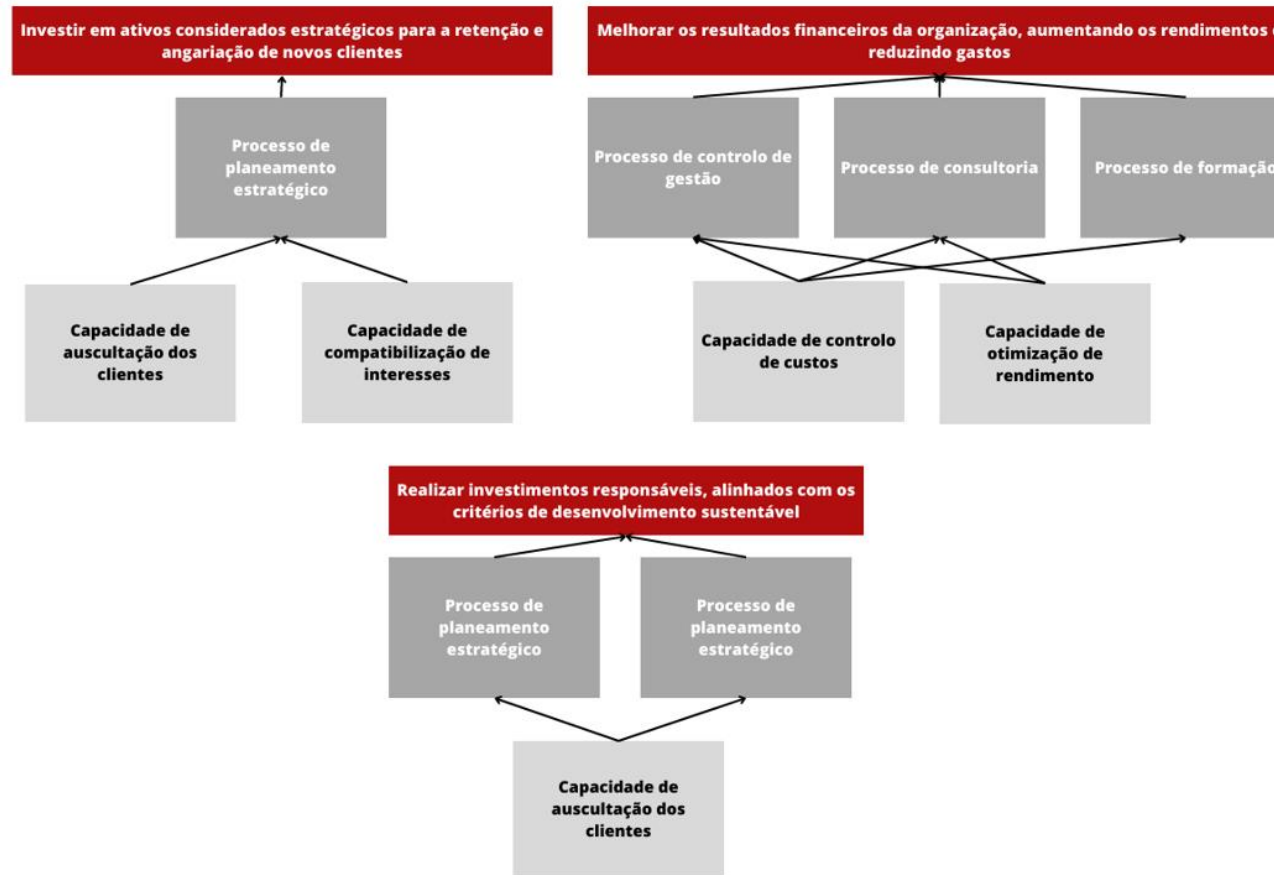 Investir em ativos considerados estratégicos para a retenção e
angariação de novos clientes
Melhorar os resultados financeiros da organização, aumentando os rendimentos e
reduzindo gastos
Processo de
planeamento
estratégico
Processo de controlo de
gestão
Processo de consultoria
Processo de formação
Capacidade de
auscultação dos
clientes
Capacidade de
compatibilização de
interesses
Capacidade de controlo
de custos
Capacidade de
otimização de
rendimento
Realizar investimentos responsáveis, alinhados com os
critérios de desenvolvimento sustentável
Processo de
planeamento
estratégico
Processo de
planeamento
estratégico
Capacidade de
auscultação dos
clientes